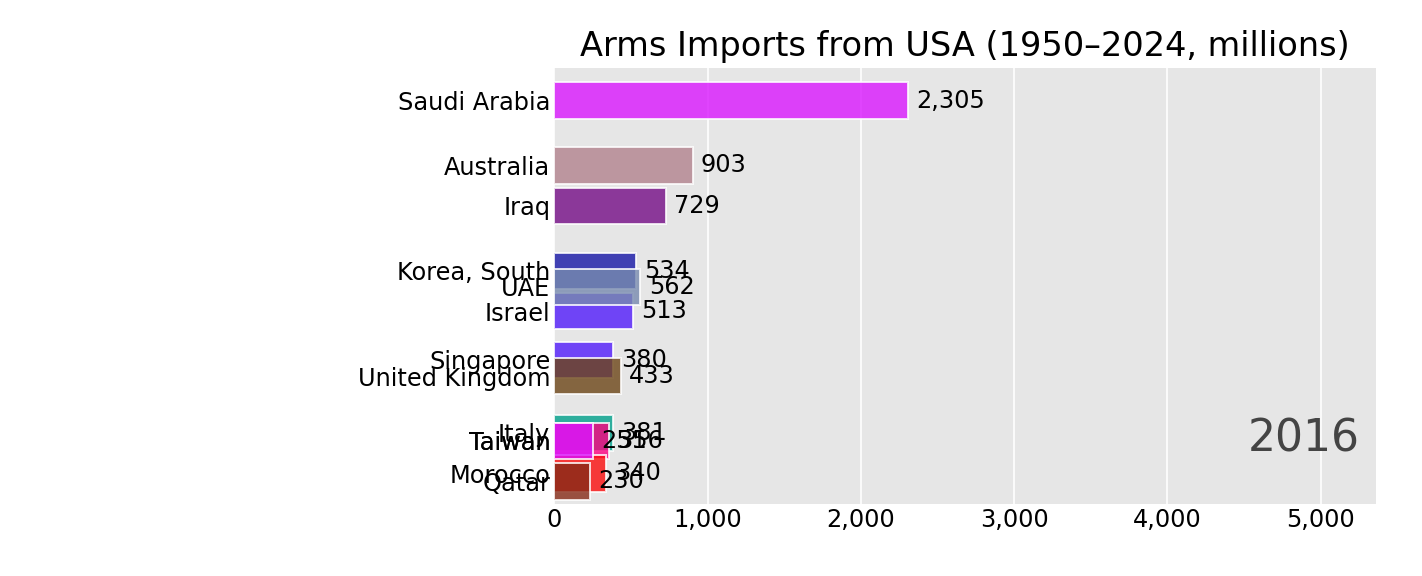 Arms Imports from USA (1950–2024, millions)
Saudi Arabia 2,305
Australia 903
Iraq 729
Korea, South 534
UAE 562
Israel 513
Singapore 380
United Kingdom 433
Italy 381
Taiwan
Morocco 340
Qatar 230
2016
0 1,000 2,000 3,000 4,000 5,000